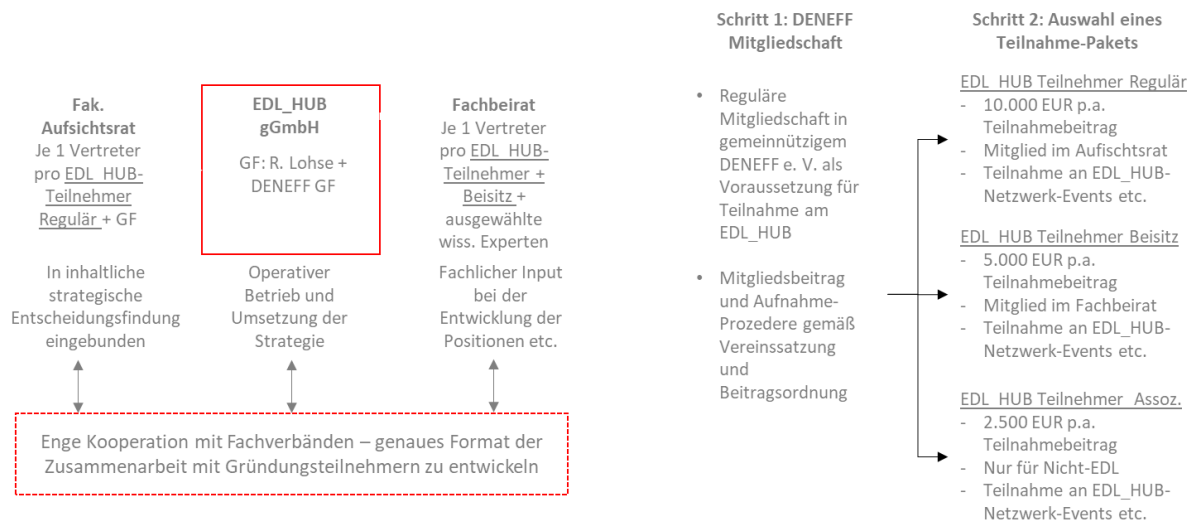 Fak.
Aufsichtsrat
Je 1 Vertreter
pro EDL_HUB-
Teilnehmer
Regulär + GF
In inhaltliche
strategische
Entscheidungsfindung
eingebunden
EDL_HUB
gGmbH
GF: R. Lohse +
DENEFF GF
Operativer
Betrieb und
Umsetzung der
Strategie
Fachbeirat
Je 1 Vertreter
pro EDL_HUB-
Teilnehmer +
Beisitz +
ausgewählte
wiss. Experten
Fachlicher Input
bei der
Entwicklung der
Positionen etc.
Enge Kooperation mit Fachverbänden – genaues Format der
Zusammenarbeit mit Gründungsteilnehmern zu entwickeln
Schritt 1: DENEFF
Mitgliedschaft
• Reguläre
Mitgliedschaft in
gemeinnützigem
DENEFF e. V. als
Voraussetzung für
Teilnahme am
EDL_HUB
• Mitgliedsbeitrag
und Aufnahme-
Prozedere gemäß
Vereinssatzung
und
Beitragsordnung
Schritt 2: Auswahl eines
Teilnahme-Pakets
EDL_HUB Teilnehmer Regulär
- 10.000 EUR p.a.
Teilnahmebeitrag
- Mitglied im Aufischtsrat
- Teilnahme an EDL_HUB-
Netzwerk-Events etc.
EDL_HUB Teilnehmer Beisitz
- 5.000 EUR p.a.
Teilnahmebeitrag
- Mitglied im Fachbeirat
- Teilnahme an EDL_HUB-
Netzwerk-Events etc.
EDL_HUB Teilnehmer Assoz.
- 2.500 EUR p.a.
Teilnahmebeitrag
- Nur für Nicht-EDL
- Teilnahme an EDL_HUB-
Netzwerk-Events etc.